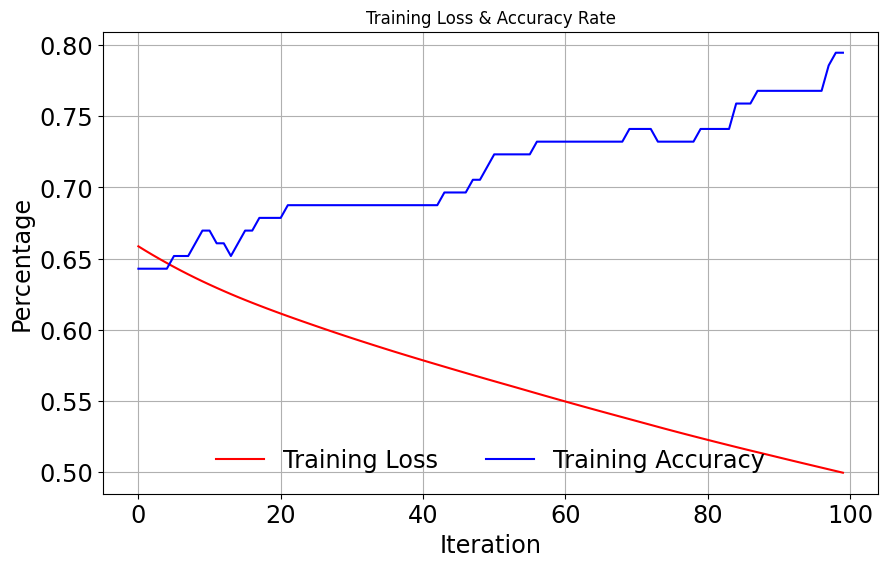 Training Loss & Accuracy Rate
Percentage
0.80
0.75
0.70
0.65
0.60
0.55
0.50
Training Loss
Training Accuracy
0
20
40
60
80
100
Iteration